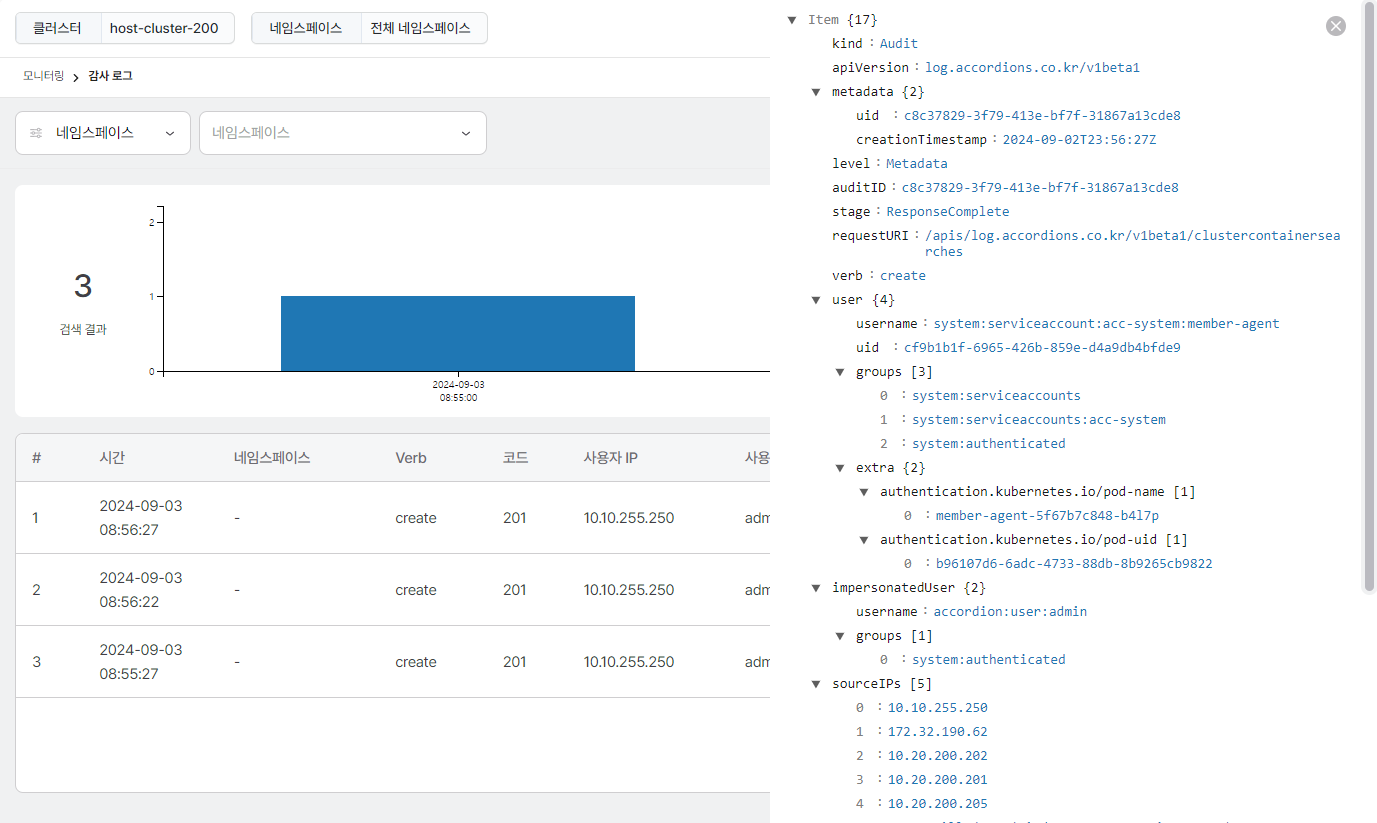 클러스터 host-cluster-200 네임스페이스 전체 네임스페이스
모니터링 > 감사 로그
네임스페이스 네임스페이스
3
검색 결과
2
1
0
2024-09-03
08:55:00
# 시간 네임스페이스 Verb 코드 사용자 IP 사용
1 2024-09-03 08:56:27 - create 201 10.10.255.250 adm
2 2024-09-03 08:56:22 - create 201 10.10.255.250 adm
3 2024-09-03 08:55:27 - create 201 10.10.255.250 adm
▼ Item {17}
kind : Audit
apiVersion : log.accordions.co.kr/v1beta1
▼ metadata {2}
uid : c8c37829-3f79-413e-bf7f-31867a13cde8
creationTimestamp : 2024-09-02T23:56:27Z
level : Metadata
auditID : c8c37829-3f79-413e-bf7f-31867a13cde8
stage : ResponseComplete
requestURI : /apis/log.accordions.co.kr/v1beta1/clustercontainersea
rches
verb : create
▼ user {4}
username : system:serviceaccount:acc-system:member-agent
uid : cf9b1b1f-6965-426b-859e-d4a9db4bfde9
▼ groups [3]
0 : system:serviceaccounts
1 : system:serviceaccounts:acc-system
2 : system:authenticated
▼ extra {2}
▼ authentication.kubernetes.io/pod-name [1]
0 : member-agent-5f67b7c848-b4l7p
▼ authentication.kubernetes.io/pod-uid [1]
0 : b96107d6-6adc-4733-88db-8b9265cb9822
▼ impersonatedUser {2}
username : accordion:user:admin
▼ groups [1]
0 : system:authenticated
▼ sourceIPs [5]
0 : 10.10.255.250
1 : 172.32.190.62
2 : 10.20.200.202
3 : 10.20.200.201
4 : 10.20.200.205